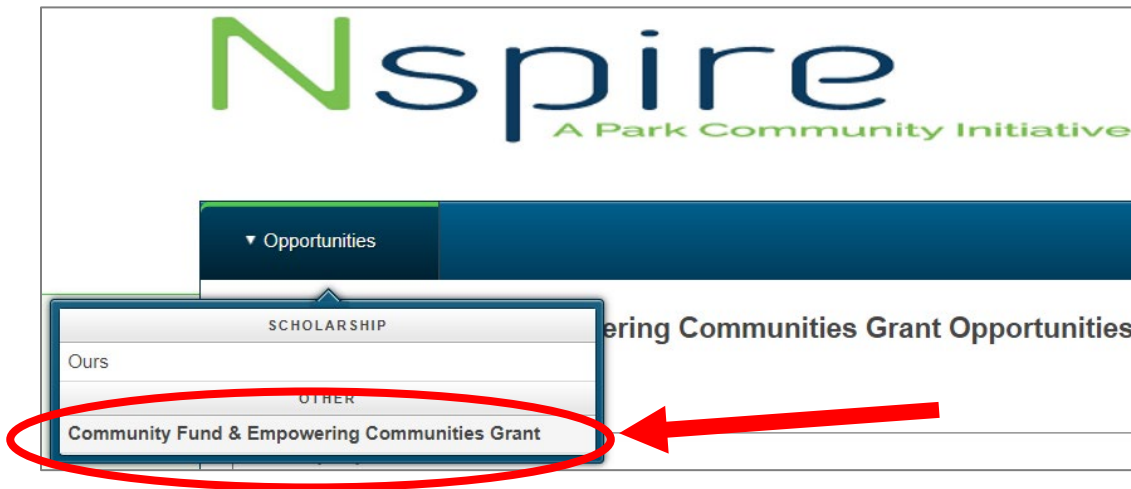 Nspire
A Park Community Initiative
▼ Opportunities
SCHOLARSHIP
Ours
OTHER
Community Fund & Empowering Communities Grant
ering Communities Grant Opportunities